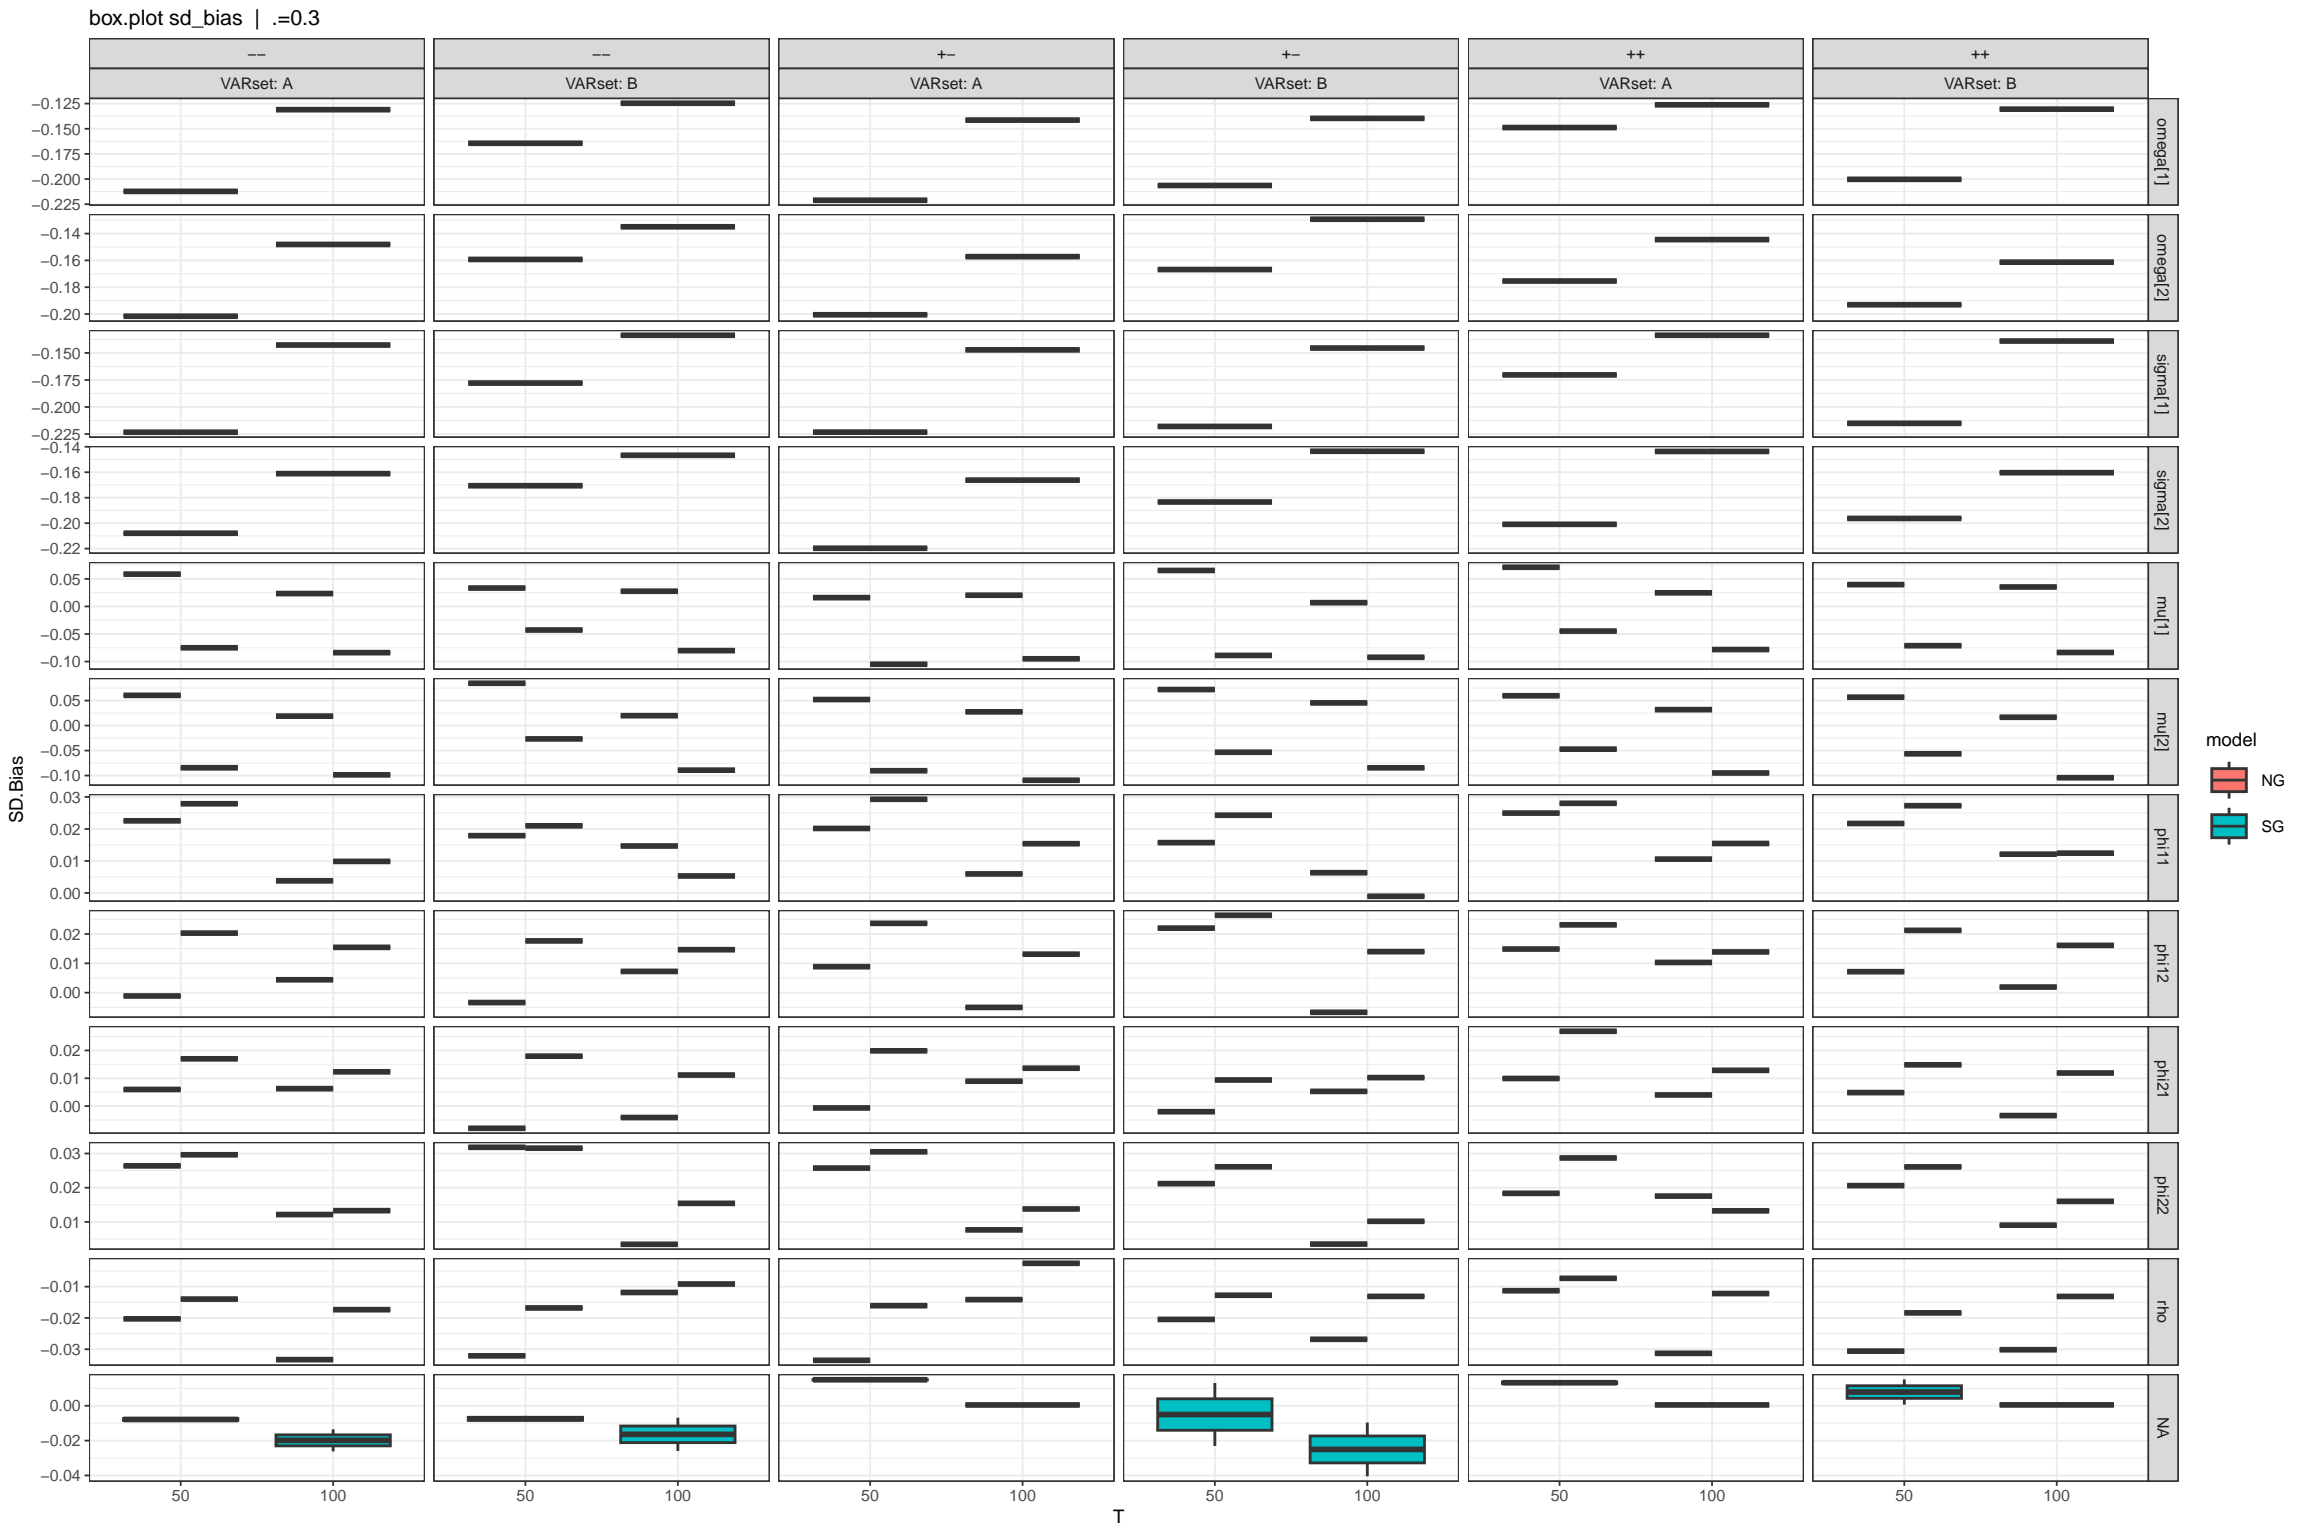 box.plot sd_bias | .=0.3
−− −− +− +− ++ ++
VARset: A VARset: B VARset: A VARset: B VARset: A VARset: B
−0.125
−0.150
−0.175
−0.200
−0.225
omega[1]
−0.14
−0.16
−0.18
−0.20
omega[2]
−0.150
−0.175
−0.200
−0.225
sigma[1]
−0.14
−0.16
−0.18
−0.20
−0.22
sigma[2]
0.05
0.00
−0.05
−0.10
mu[1]
0.05
0.00
−0.05
−0.10
mu[2]
0.03
0.02
0.01
0.00
phi11
0.02
0.01
0.00
phi12
0.02
0.01
0.00
phi21
0.03
0.02
0.01
phi22
−0.01
−0.02
−0.03
rho
0.00
−0.02
−0.04
NA
50 100 50 100 50 100 50 100 50 100 50 100
T
SD.Bias
model
NG
SG